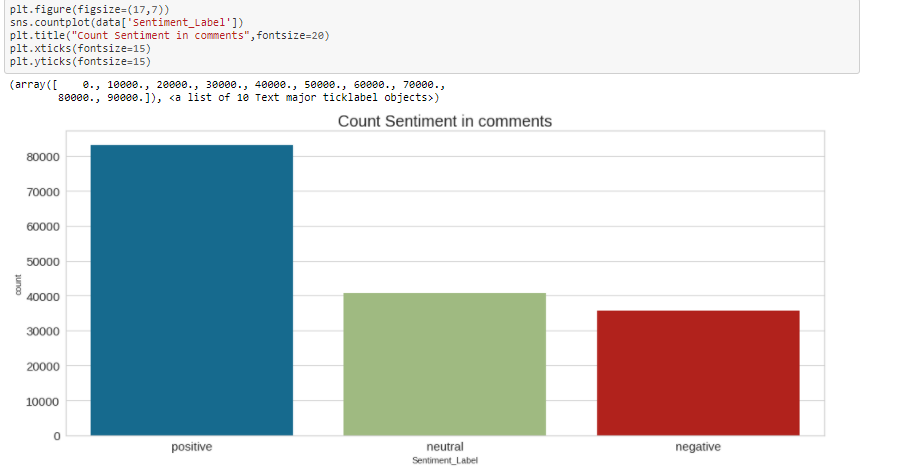 plt.figure(figsize=(17,7))
sns.countplot(data['Sentiment_Label'])
plt.title("Count Sentiment in comments",fontsize=20)
plt.xticks(fontsize=15)
plt.yticks(fontsize=15)
(array([    0., 10000., 20000., 30000., 40000., 50000., 60000., 70000.,
80000., 90000.]), <a list of 10 Text major ticklabel objects>)
Count Sentiment in comments
80000
70000
60000
50000
40000
30000
20000
10000
0
count
positive neutral negative
Sentiment_Label